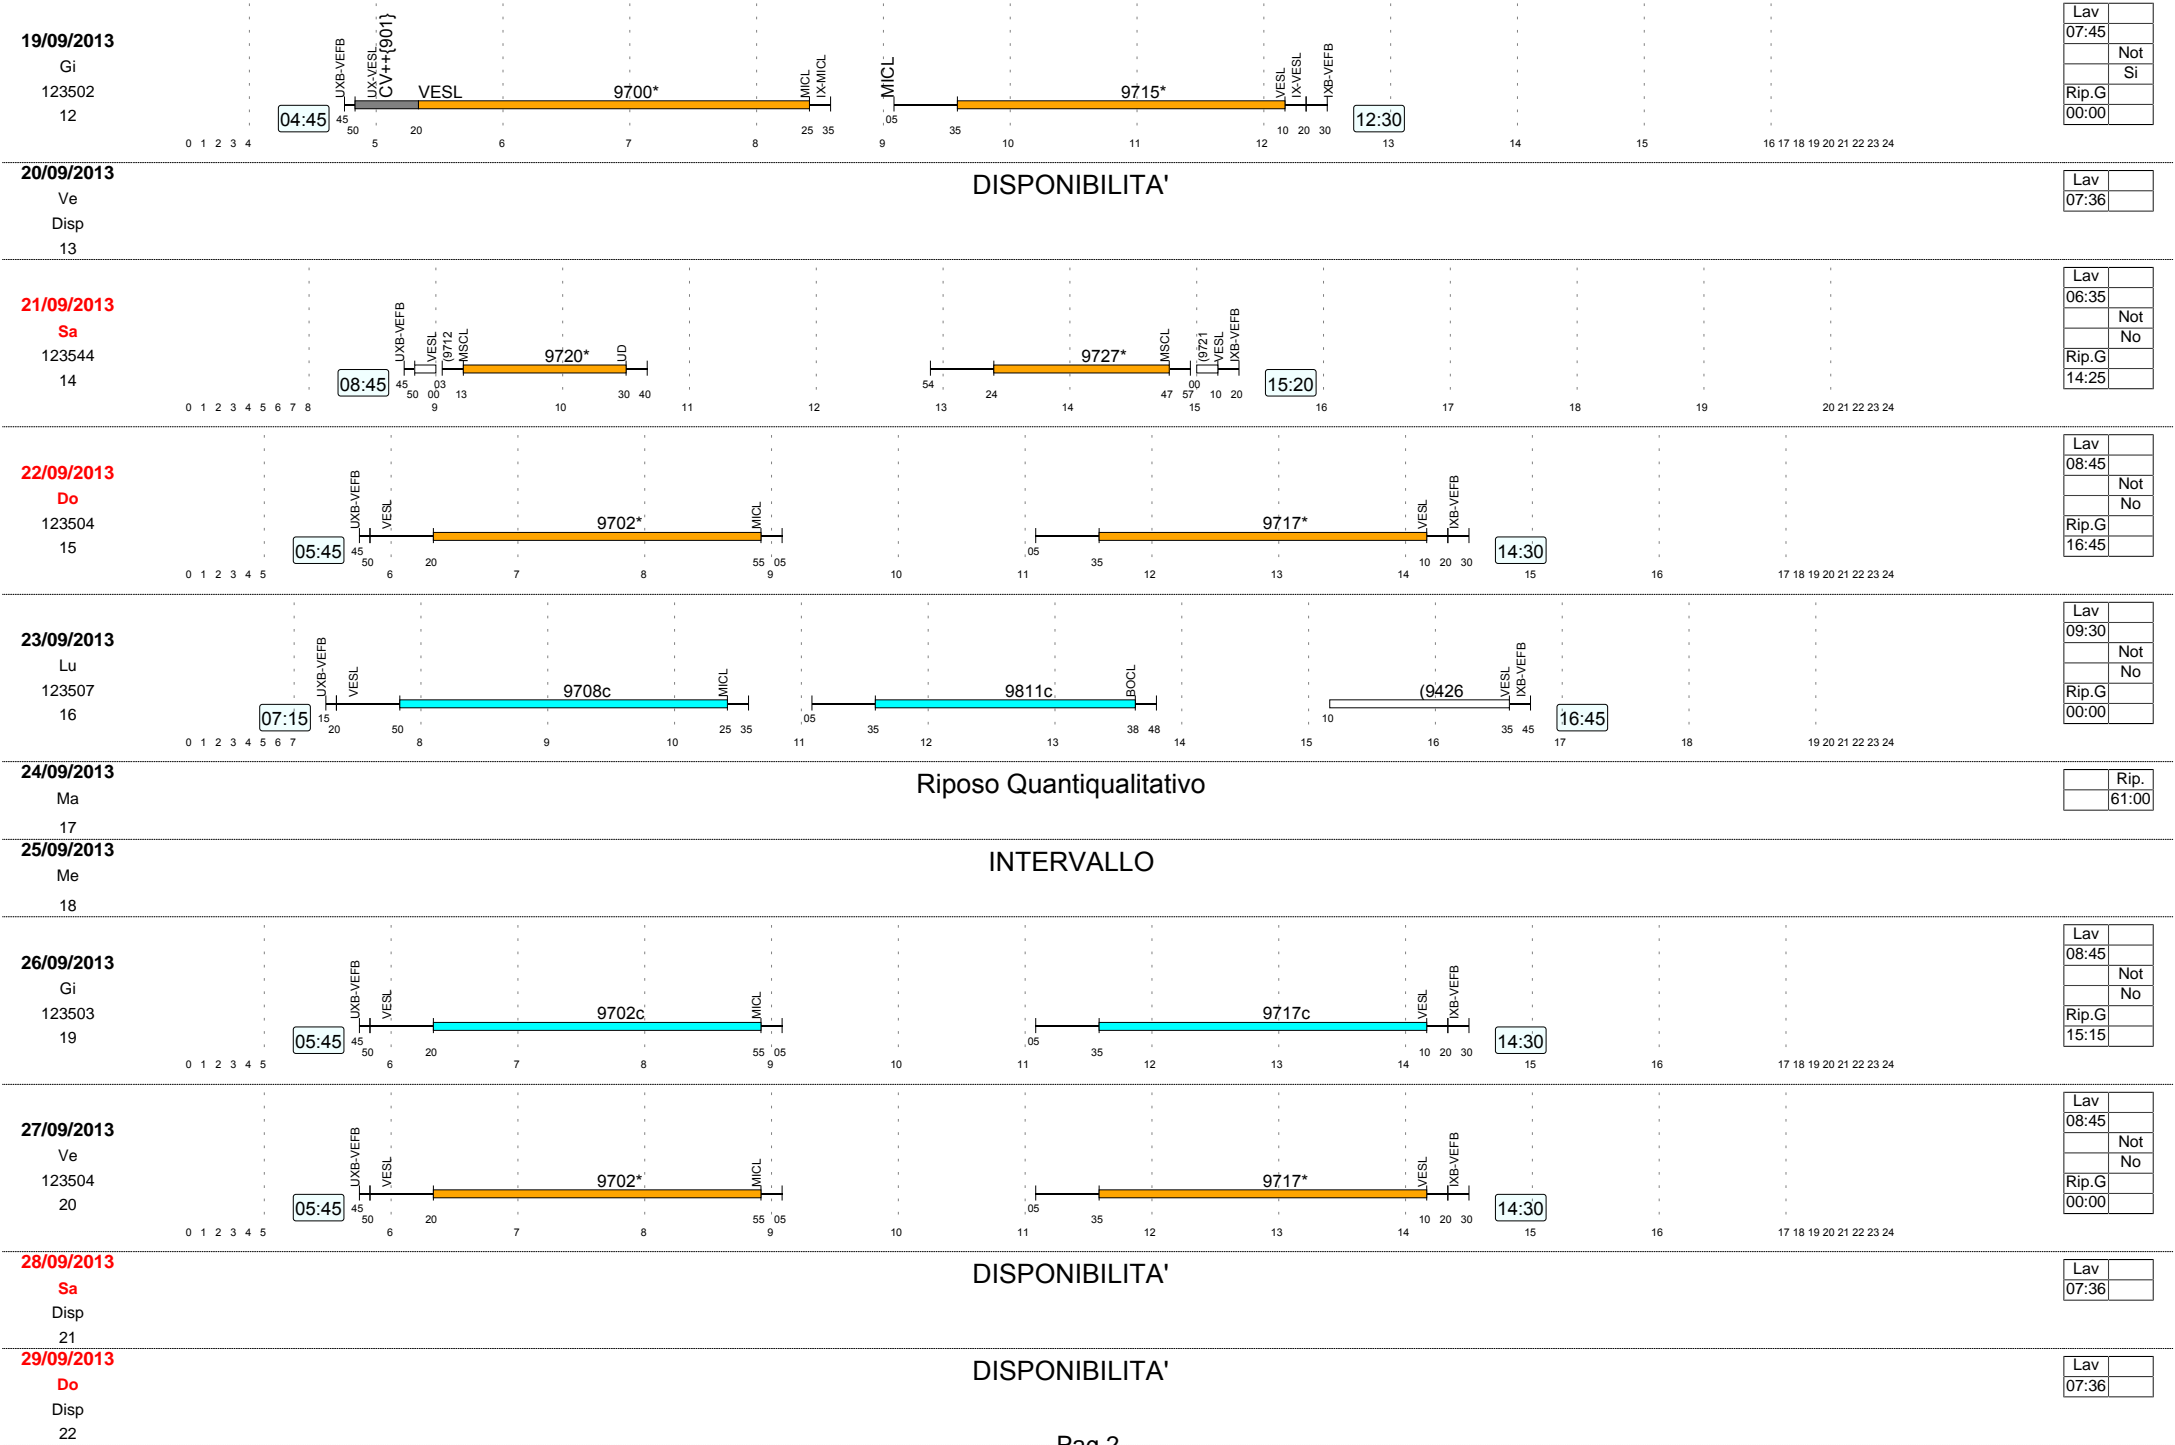 19/09/2013
Gi
123502
12
04:45
UXB-VEFB
UX-VESL
CV++{901}
VESL
9700*
MICL
IX-MICL
MICL
9715*
VESL
IX-VESL
IXB-VEFB
12:30
45 50 20 25 35 05 35 10 20 30
0 1 2 3 4 5 6 7 8 9 10 11 12 13 14 15 16 17 18 19 20 21 22 23 24
Lav
07:45
Not
Si
Rip.G
00:00
20/09/2013
Ve
Disp
13
DISPONIBILITA'
Lav
07:36
21/09/2013
Sa
123544
14
08:45
UXB-VEFB
VESL
(9712
MSCL
9720*
UD
9727*
MSCL
(9721
VESL
IXB-VEFB
15:20
45 50 00 03 13 30 40 54 24 47 57 00 10 20
0 1 2 3 4 5 6 7 8 9 10 11 12 13 14 15 16 17 18 19 20 21 22 23 24
Lav
06:35
Not
No
Rip.G
14:25
22/09/2013
Do
123504
15
05:45
UXB-VEFB
VESL
9702*
MICL
9717*
VESL
IXB-VEFB
14:30
45 50 20 55 05 05 35 10 20 30
0 1 2 3 4 5 6 7 8 9 10 11 12 13 14 15 16 17 18 19 20 21 22 23 24
Lav
08:45
Not
No
Rip.G
16:45
23/09/2013
Lu
123507
16
07:15
UXB-VEFB
VESL
9708c
MICL
9811c
BOCL
(9426
VESL
IXB-VEFB
16:45
15 20 50 25 35 05 35 38 48 10 35 45
0 1 2 3 4 5 6 7 8 9 10 11 12 13 14 15 16 17 18 19 20 21 22 23 24
Lav
09:30
Not
No
Rip.G
00:00
24/09/2013
Ma
17
Riposo Quantiqualitativo
Rip.
61:00
25/09/2013
Me
18
INTERVALLO
26/09/2013
Gi
123503
19
05:45
UXB-VEFB
VESL
9702c
MICL
9717c
VESL
IXB-VEFB
14:30
45 50 20 55 05 05 35 10 20 30
0 1 2 3 4 5 6 7 8 9 10 11 12 13 14 15 16 17 18 19 20 21 22 23 24
Lav
08:45
Not
No
Rip.G
15:15
27/09/2013
Ve
123504
20
05:45
UXB-VEFB
VESL
9702*
MICL
9717*
VESL
IXB-VEFB
14:30
45 50 20 55 05 05 35 10 20 30
0 1 2 3 4 5 6 7 8 9 10 11 12 13 14 15 16 17 18 19 20 21 22 23 24
Lav
08:45
Not
No
Rip.G
00:00
28/09/2013
Sa
Disp
21
DISPONIBILITA'
Lav
07:36
29/09/2013
Do
Disp
22
DISPONIBILITA'
Lav
07:36
Pag.2